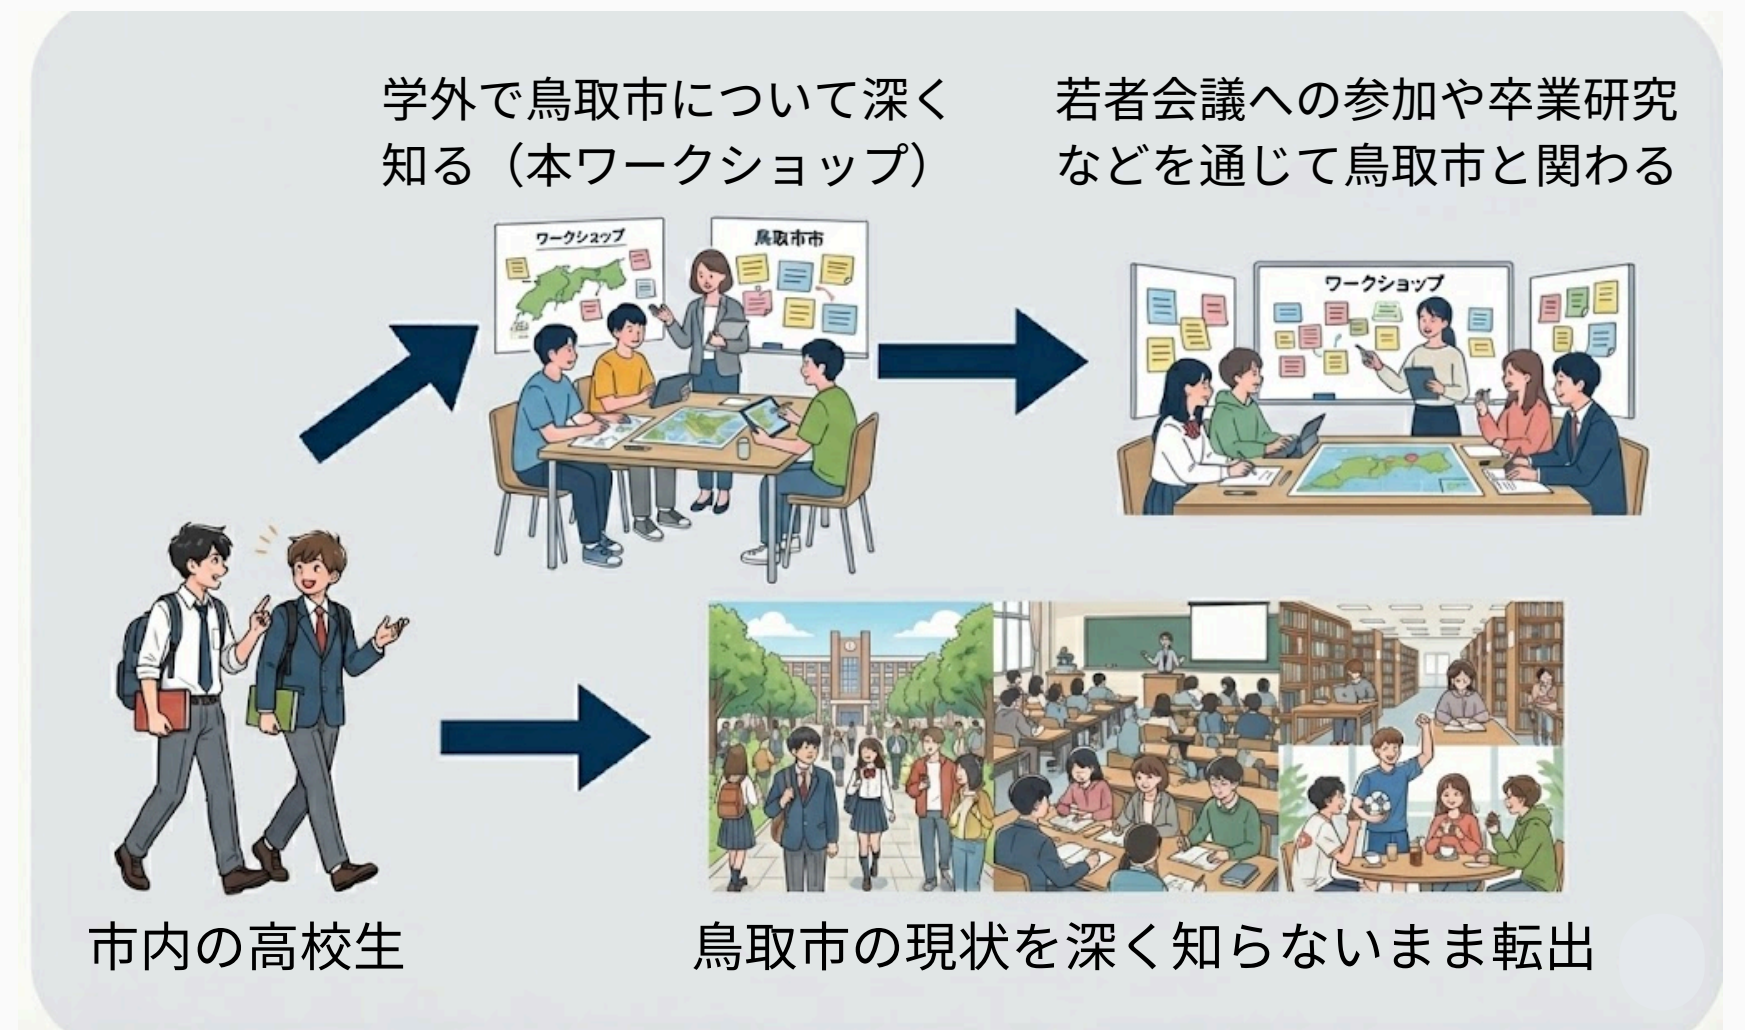 学外で鳥取市について深く
知る（本ワークショップ）
若者会議への参加や卒業研究
などを通じて鳥取市と関わる
ワークショップ
鳥取市市
ワークショップ
市内の高校生
鳥取市の現状を深く知らないまま転出